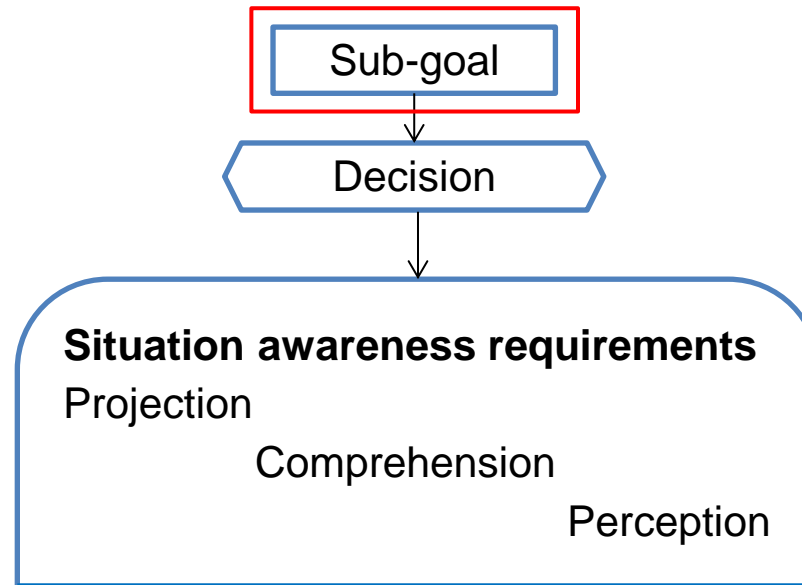 Sub-goal
Decision
Situation awareness requirements
Projection
Comprehension
Perception